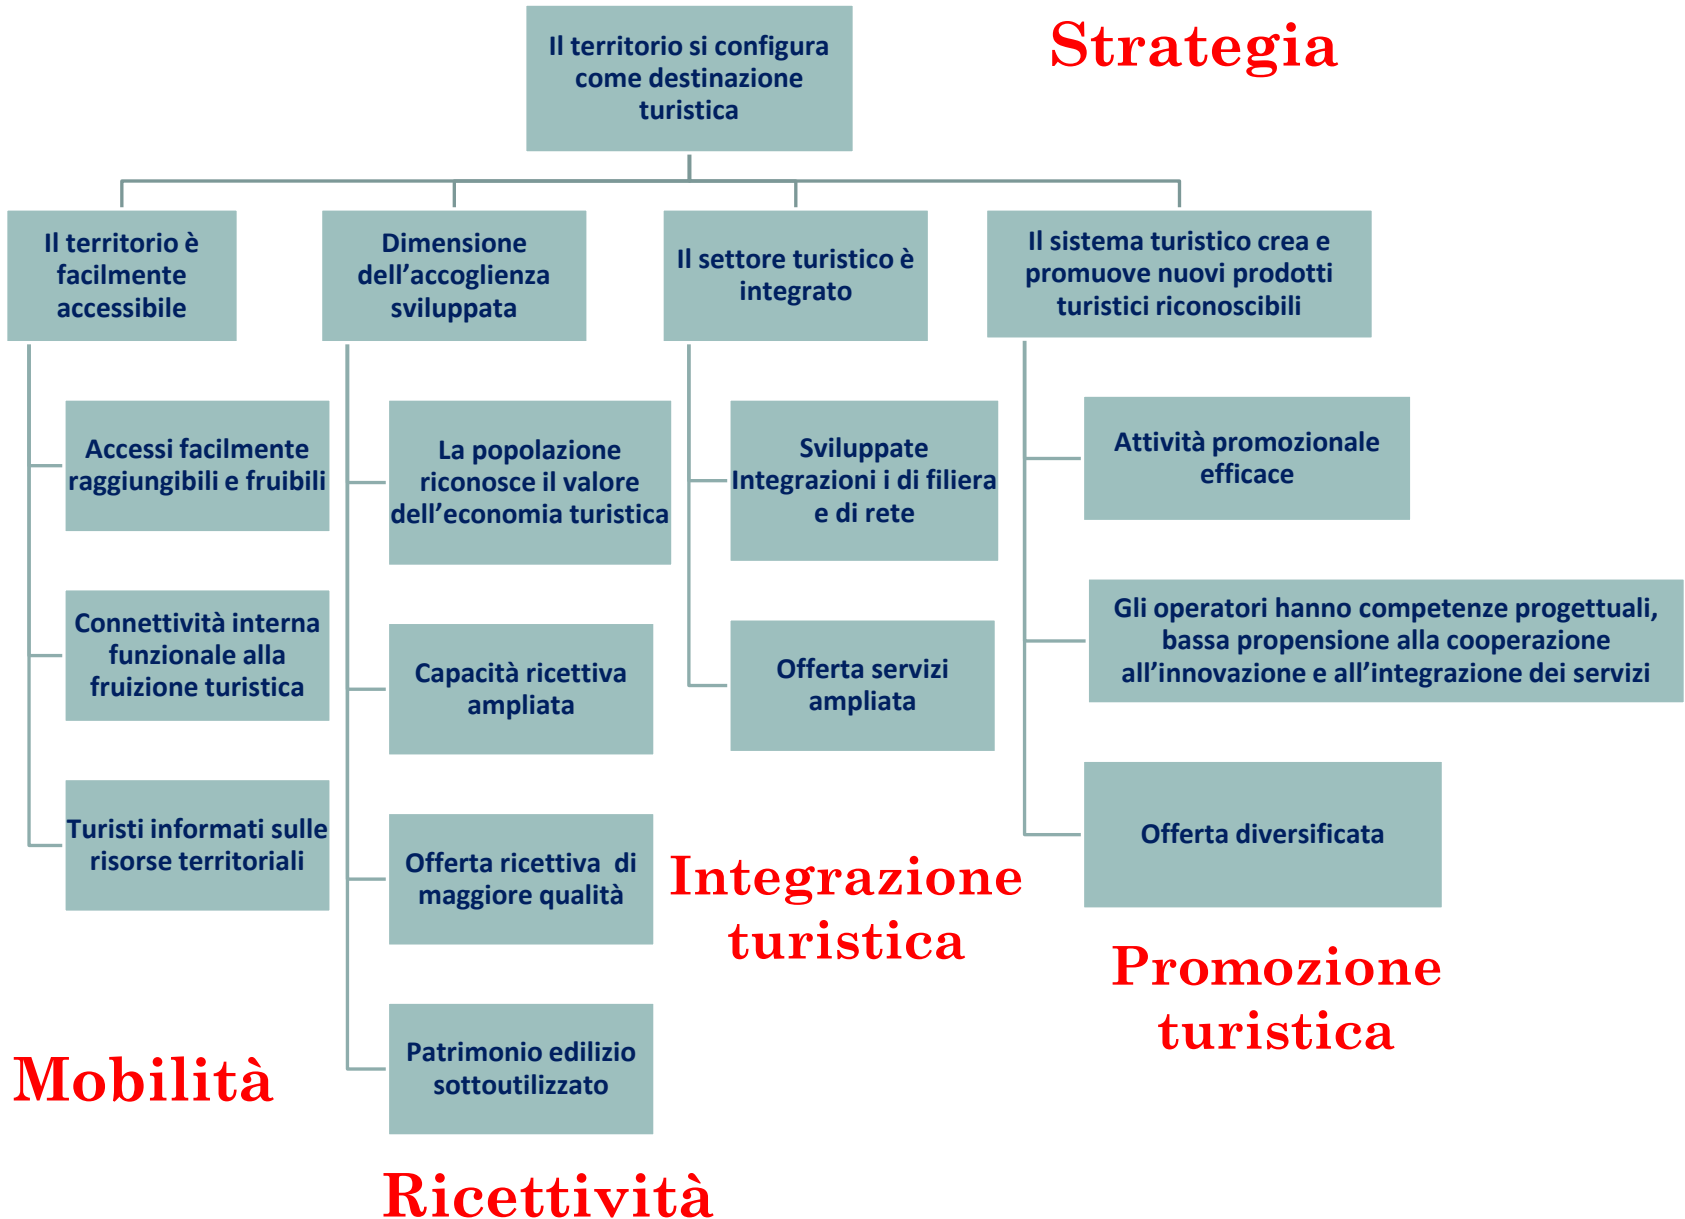 Il territorio si configura
come destinazione
turistica
Strategia
Il territorio è
facilmente
accessibile
Dimensione
dell’accoglienza
sviluppata
Il settore turistico è
integrato
Il sistema turistico crea e
promuove nuovi prodotti
turistici riconoscibili
Accessi facilmente
raggiungibili e fruibili
Connettività interna
funzionale alla
fruizione turistica
Turisti informati sulle
risorse territoriali
Mobilità
La popolazione
riconosce il valore
dell’economia turistica
Capacità ricettiva
ampliata
Offerta ricettiva  di
maggiore qualità
Patrimonio edilizio
sottoutilizzato
Ricettività
Sviluppate
Integrazioni i di filiera
e di rete
Offerta servizi
ampliata
Integrazione
turistica
Attività promozionale
efficace
Gli operatori hanno competenze progettuali,
bassa propensione alla cooperazione
all’innovazione e all’integrazione dei servizi
Offerta diversificata
Promozione
turistica